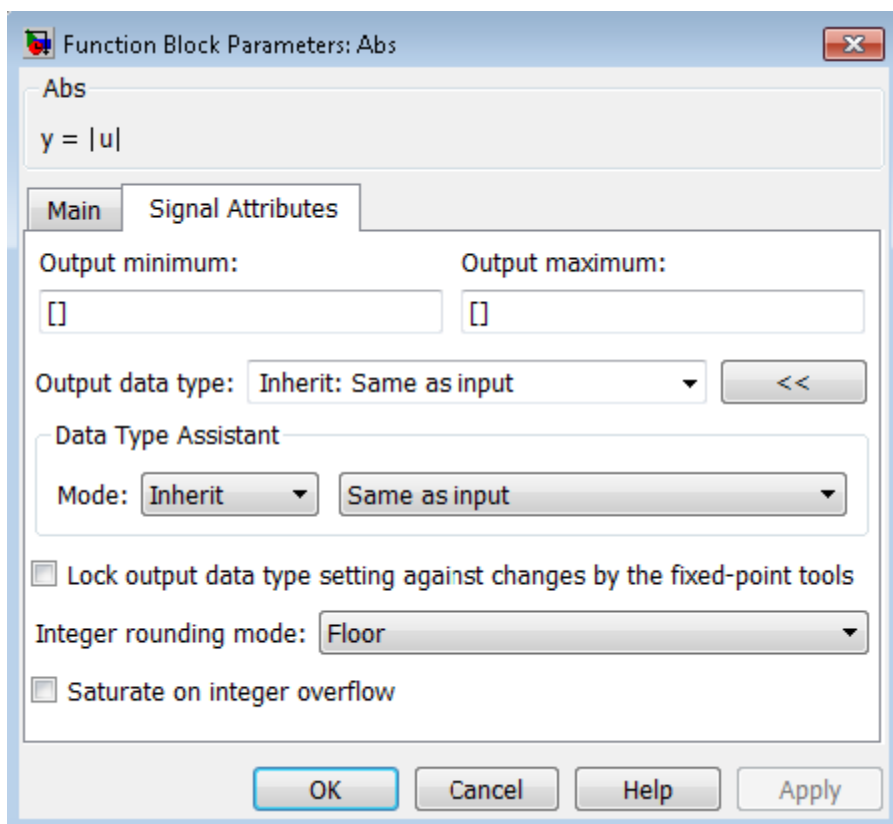 Function Block Parameters: Abs
Abs
y = |u|
Main Signal Attributes
Output minimum: Output maximum:
[] []
Output data type: Inherit: Same as input <<
Data Type Assistant
Mode: Inherit Same as input
Lock output data type setting against changes by the fixed-point tools
Integer rounding mode: Floor
Saturate on integer overflow
OK Cancel Help Apply